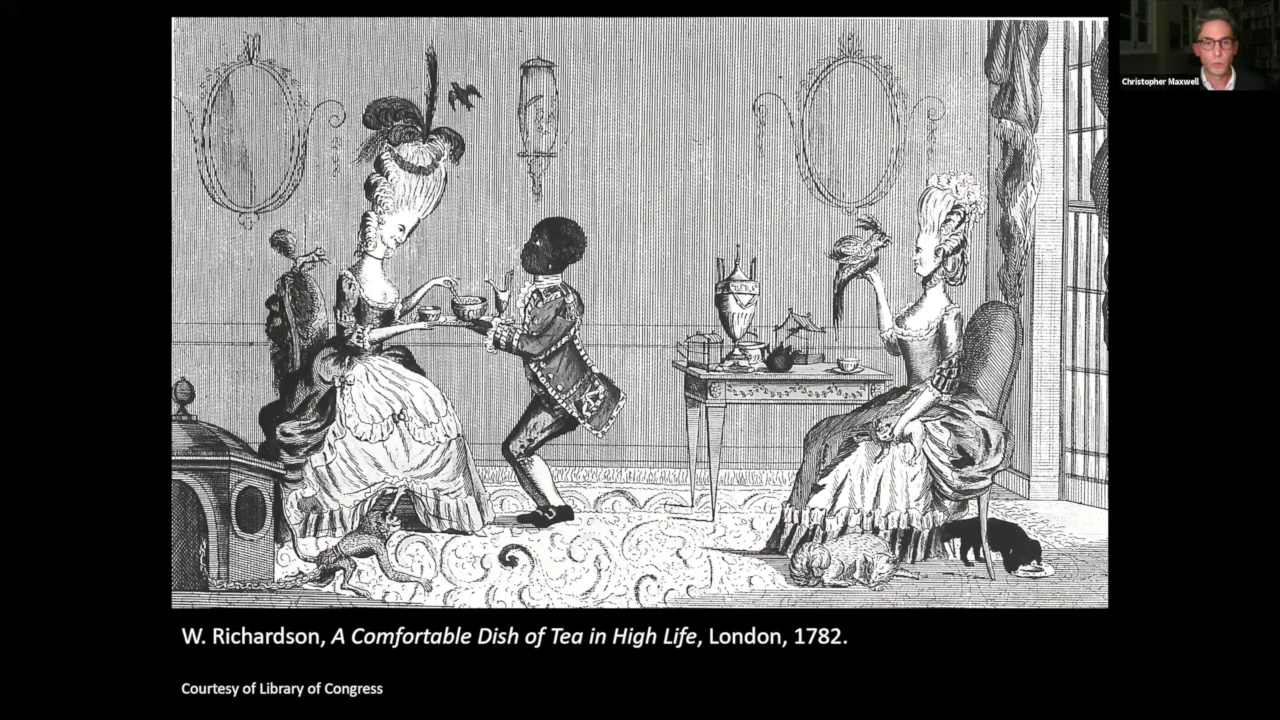 Christopher Maxwell
W. Richardson, A Comfortable Dish of Tea in High Life, London, 1782.
Courtesy of Library of Congress